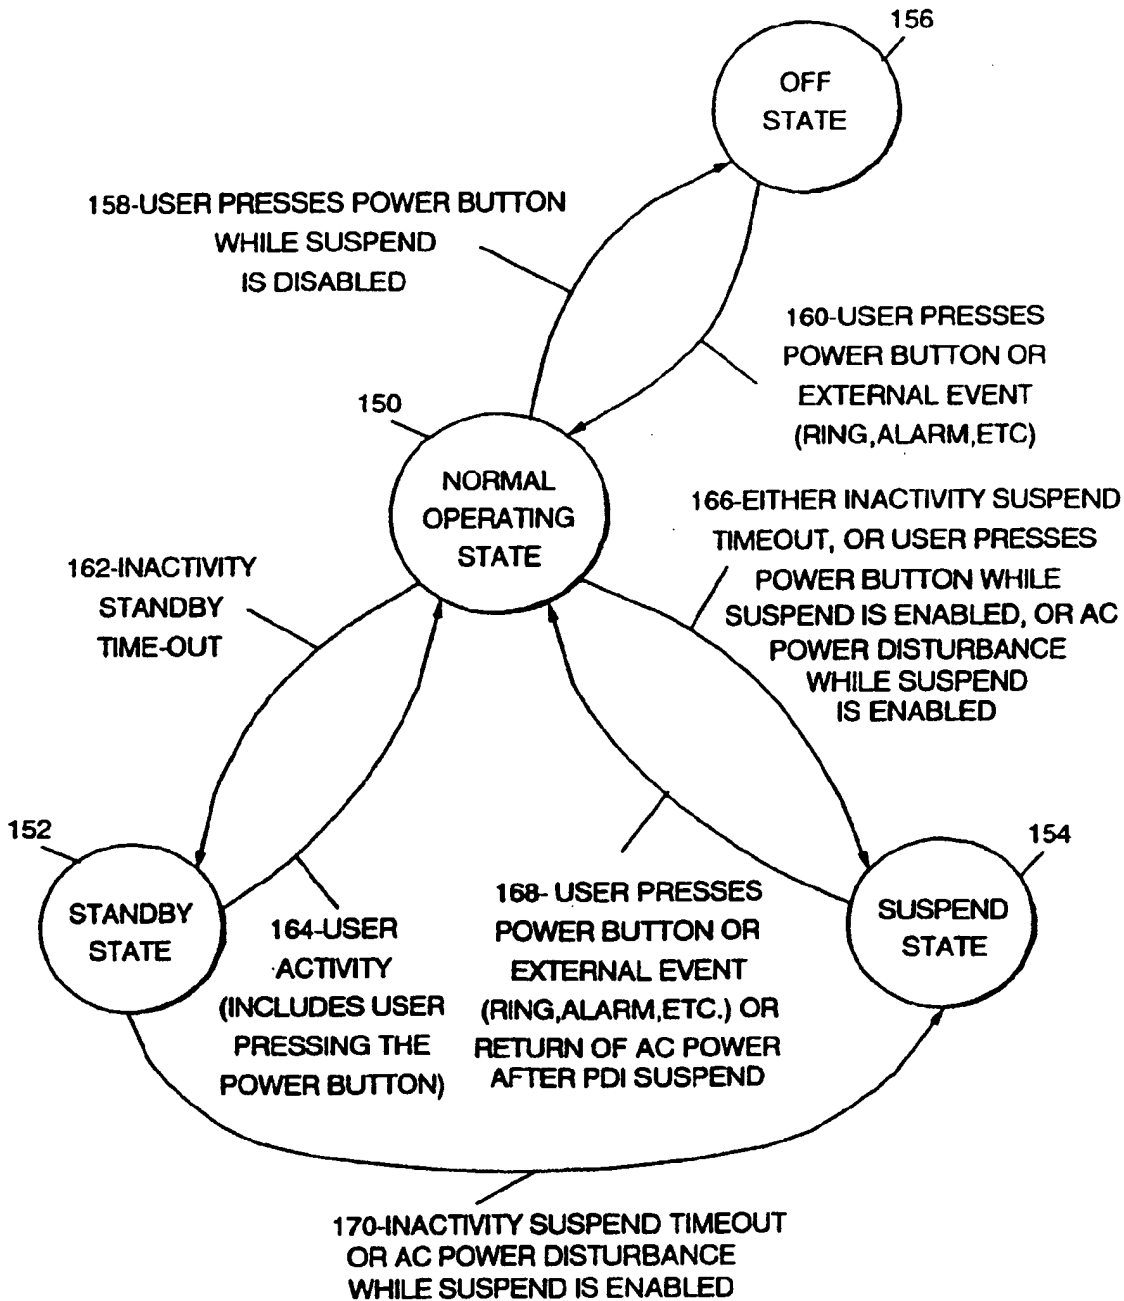 156
OFF
STATE
158-USER PRESSES POWER BUTTON
WHILE SUSPEND
IS DISABLED
160-USER PRESSES
POWER BUTTON OR
EXTERNAL EVENT
(RING,ALARM,ETC)
150
NORMAL
OPERATING
STATE
166-EITHER INACTIVITY SUSPEND
TIMEOUT, OR USER PRESSES
POWER BUTTON WHILE
SUSPEND IS ENABLED, OR AC
POWER DISTURBANCE
WHILE SUSPEND
IS ENABLED
162-INACTIVITY
STANDBY
TIME-OUT
152
STANDBY
STATE
154
SUSPEND
STATE
164-USER
ACTIVITY
(INCLUDES USER
PRESSING THE
POWER BUTTON)
168- USER PRESSES
POWER BUTTON OR
EXTERNAL EVENT
(RING,ALARM,ETC.) OR
RETURN OF AC POWER
AFTER PDI SUSPEND
170-INACTIVITY SUSPEND TIMEOUT
OR AC POWER DISTURBANCE
WHILE SUSPEND IS ENABLED